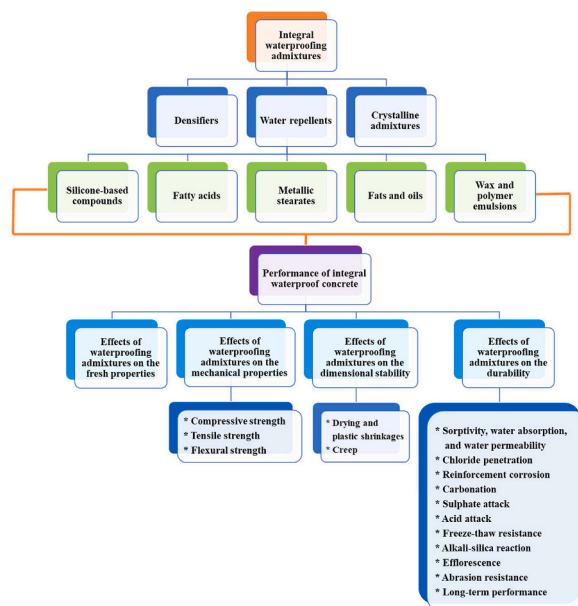 Integral
waterproofing
admixtures
Densifiers
Water repellents
Crystalline
admixtures
Silicone-based
compounds
Fatty acids
Metallic
stearates
Fats and oils
Wax and
polymer
emulsions
Performance of integral
waterproof concrete
Effects of
waterproofing
admixtures on the
fresh properties
Effects of
waterproofing
admixtures on the
mechanical properties
Effects of
waterproofing
admixtures on the
dimensional stability
Effects of
waterproofing
admixtures on the
durability
* Compressive strength
* Tensile strength
* Flexural strength
* Drying and
plastic shrinkages
* Creep
* Sorptivity, water absorption,
and water permeability
* Chloride penetration
* Reinforcement corrosion
* Carbonation
* Sulphate attack
* Acid attack
* Freeze-thaw resistance
* Alkali-silica reaction
* Efflorescence
* Abrasion resistance
* Long-term performance